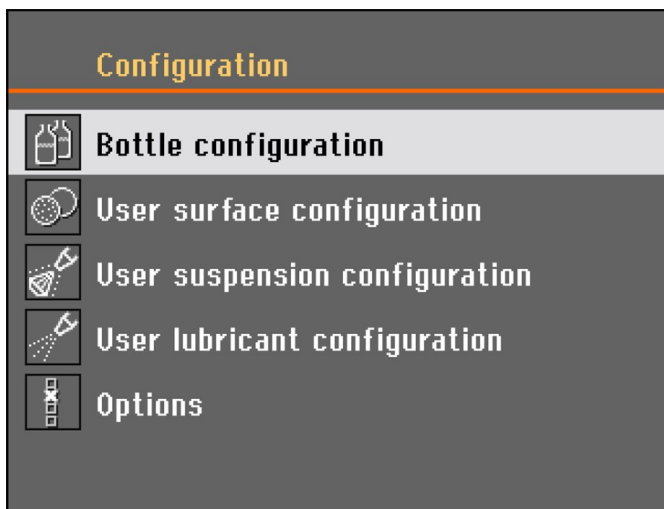 Configuration
Bottle configuration
User surface configuration
User suspension configuration
User lubricant configuration
Options